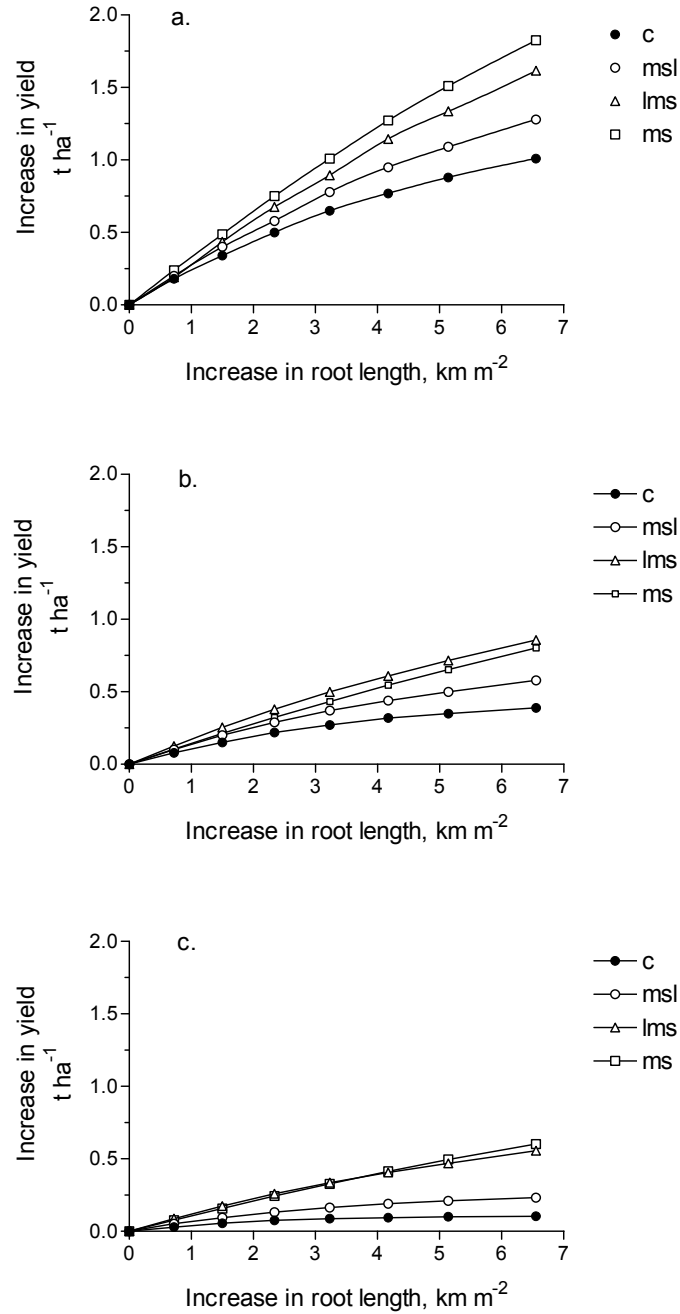 a.
2.0
1.5
1.0
0.5
0.0
Increase in yield
t ha-1
0 1 2 3 4 5 6 7
Increase in root length, km m-2
c
msl
lms
ms
b.
2.0
1.5
1.0
0.5
0.0
Increase in yield
t ha-1
0 1 2 3 4 5 6 7
Increase in root length, km m-2
c
msl
lms
ms
c.
2.0
1.5
1.0
0.5
0.0
Increase in yield
t ha-1
0 1 2 3 4 5 6 7
Increase in root length, km m-2
c
msl
lms
ms